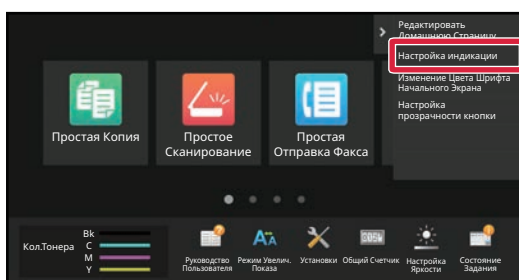 Редактировать
Домашнюю Страницу
Настройка индикации
Изменение Цвета Шрифта
Начального Экрана
Настройка
прозрачности кнопки
Простая Копия
Простое
Сканирование
Простая
Отправка Факса
Кол.Тонера
Bk
C
M
Y
Руководство
Пользователя
Режим Увелич.
Показа
Установки
Общий Счетчик
Настройка
Яркости
Состояние
Задания